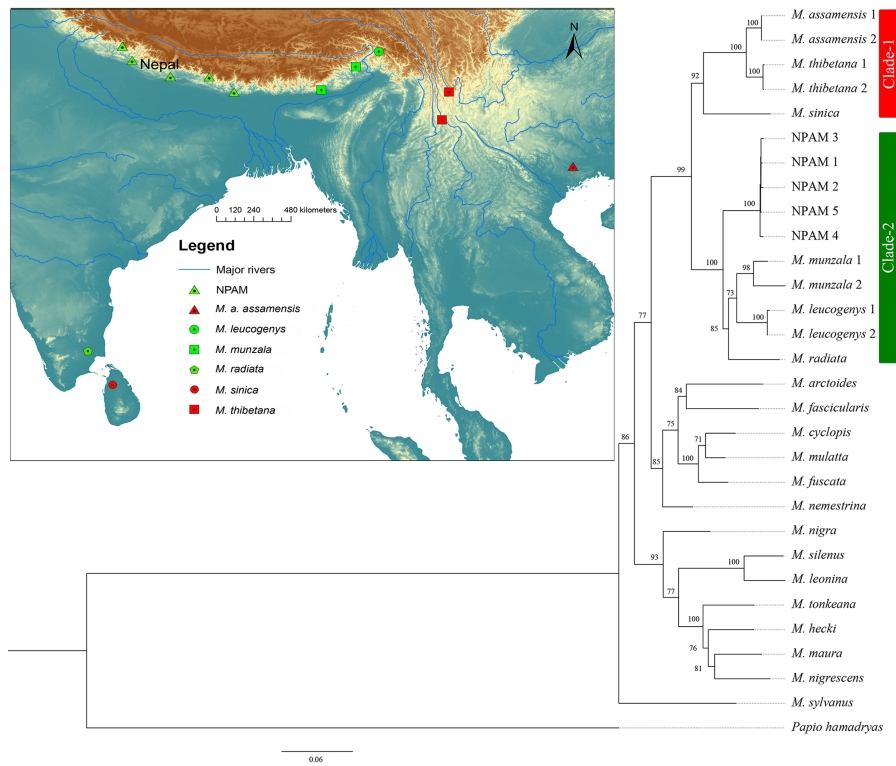 Nepal
N
0 120 240 480 kilometers
Legend
Major rivers
NPAM
M. a. assamensis
M. leucogenys
M. munzala
M. radiata
M. sinica
M. thibetana
M. assamensis 1
M. assamensis 2
M. thibetana 1
M. thibetana 2
M. sinica
NPAM 3
NPAM 1
NPAM 2
NPAM 5
NPAM 4
M. munzala 1
M. munzala 2
M. leucogenys 1
M. leucogenys 2
M. radiata
M. arctoides
M. fascicularis
M. cyclopis
M. mulatta
M. fuscata
M. nemestrina
M. nigra
M. silenus
M. leonina
M. tonkeana
M. hecki
M. maura
M. nigrescens
M. sylvanus
Papio hamadryas
Clade-1
Clade-2
100
100
92
99
100
100
98
73
100
85
77
84
75
71
100
85
86
93
100
77
100
76
81
0.06